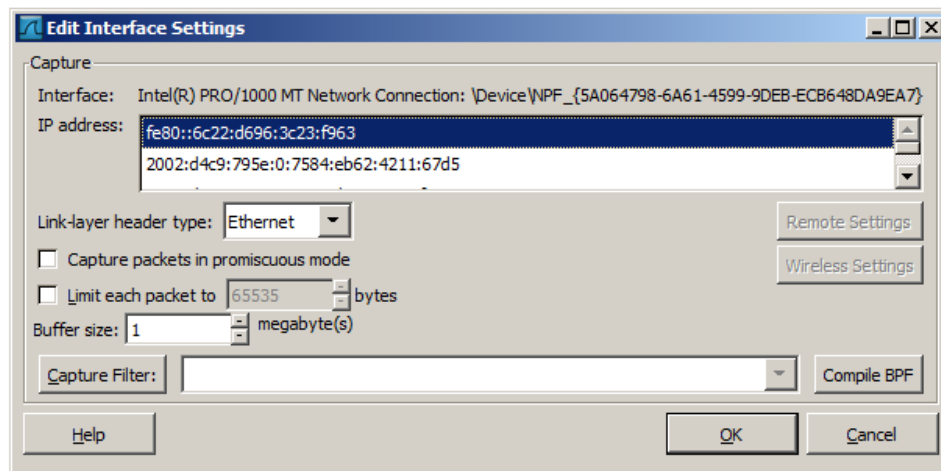 Edit Interface Settings
Capture
Interface: Intel(R) PRO/1000 MT Network Connection: \Device\NPF_{5A064798-6A61-4599-9DEB-ECB648DA9EA7}
IP address:
fe80::6c22:d696:3c23:f963
2002:d4c9:795e:0:7584:eb62:4211:67d5
Link-layer header type: Ethernet
Remote Settings
Capture packets in promiscuous mode
Wireless Settings
Limit each packet to 65535 bytes
Buffer size: 1 megabyte(s)
Capture Filter: Compile BPF
Help OK Cancel